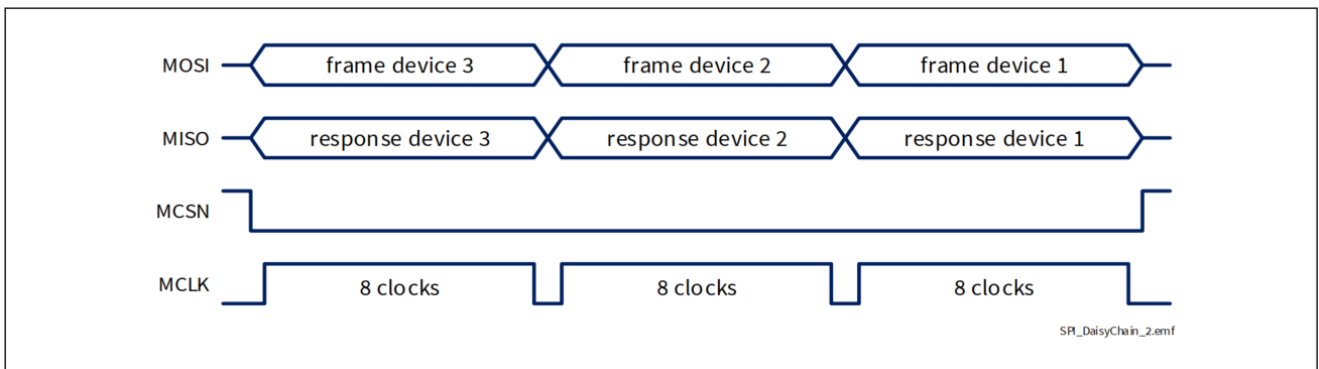 MOSI frame device 3 frame device 2 frame device 1
MISO response device 3 response device 2 response device 1
MCSN
MCLK 8 clocks 8 clocks 8 clocks
SPI_DaisyChain_2.emf